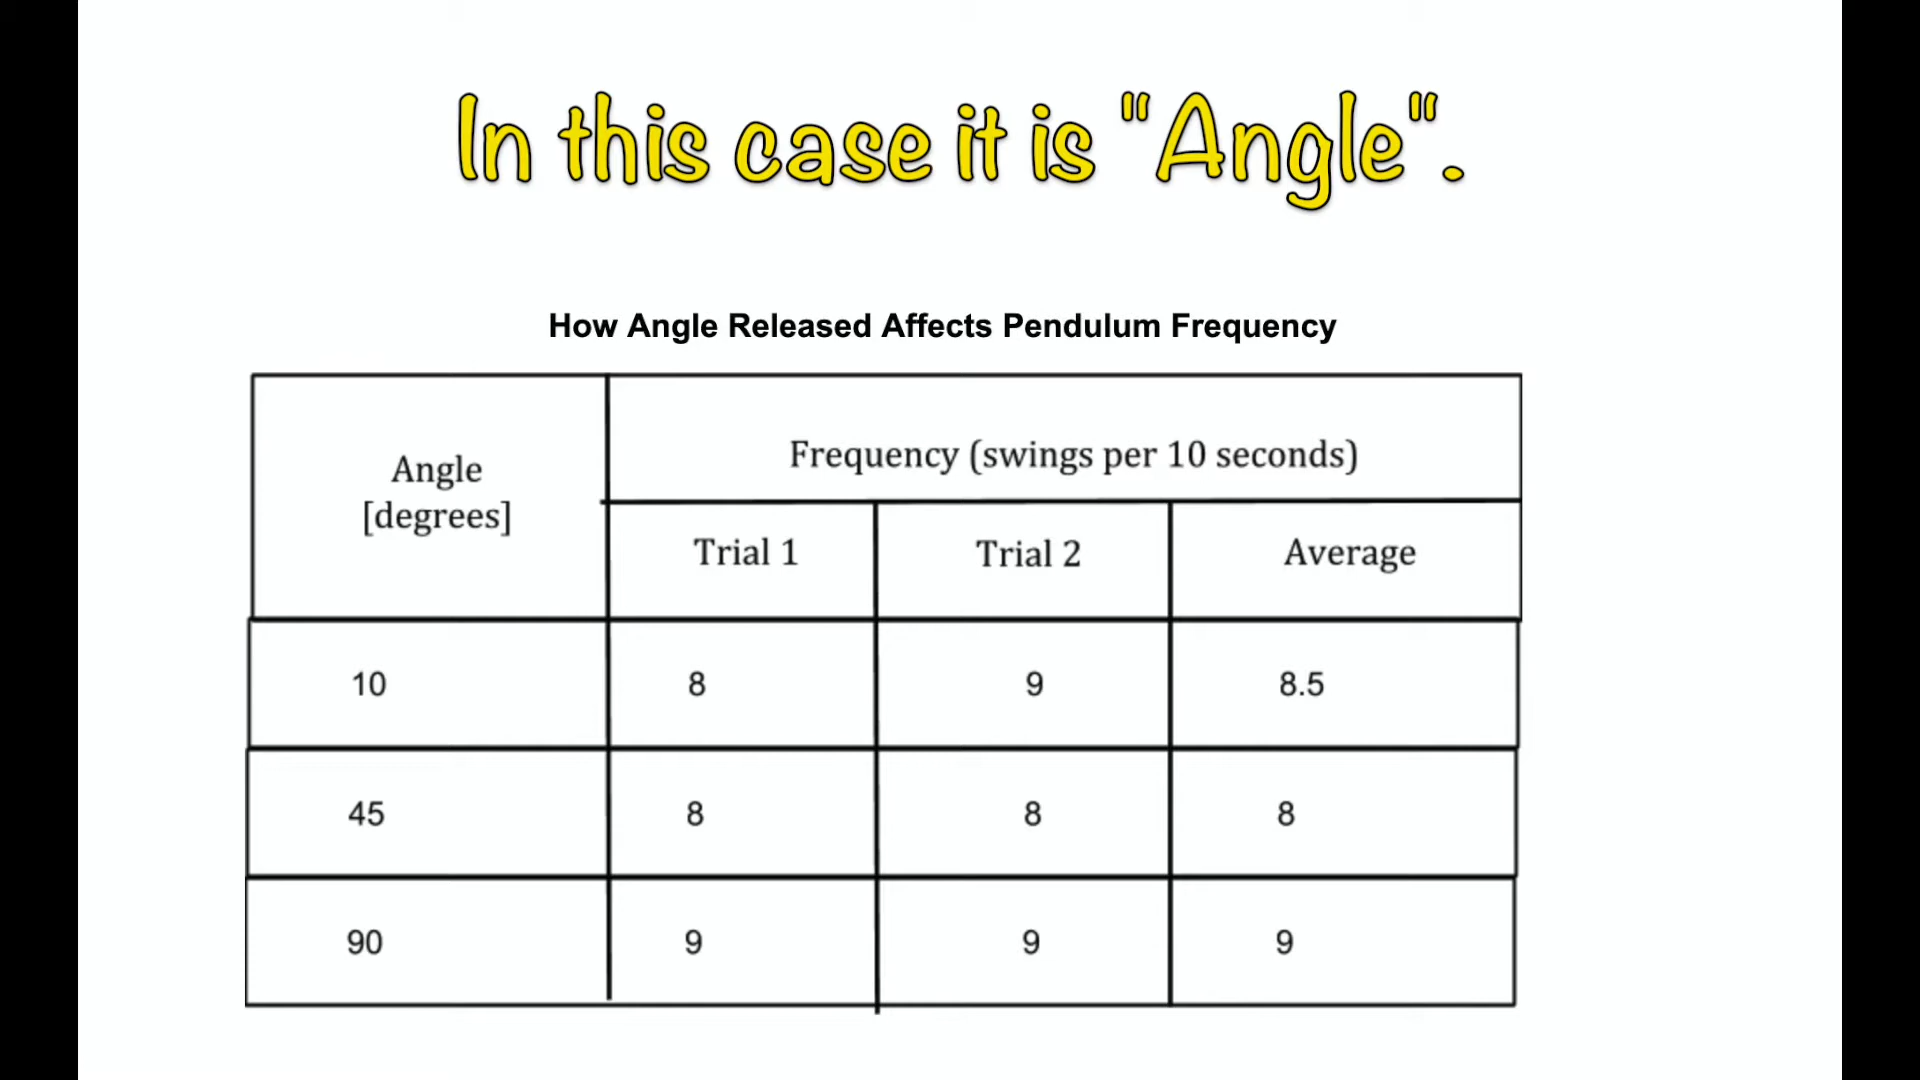 In this case it is "Angle".
How Angle Released Affects Pendulum Frequency
Angle
[degrees]
Frequency (swings per 10 seconds)
Trial 1 Trial 2 Average
10 8 9 8.5
45 8 8 8
90 9 9 9